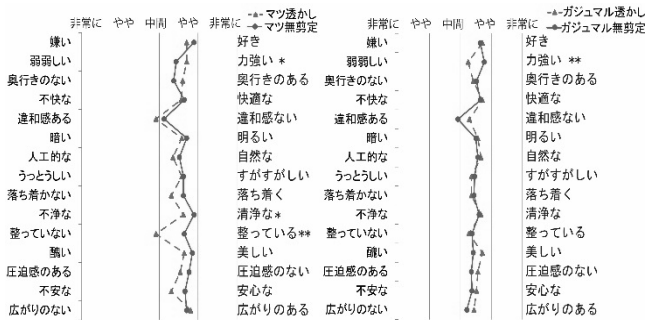 非常に やや 中間 やや
マツ透かし
マツ無剪定
嫌い 好き
弱弱しい 力強い *
奥行きのない 奥行きのある
不快な 快適な
違和感ある 違和感ない
暗い 明るい
人工的な 自然な
うっとうしい すがすがしい
落ち着かない 落ち着く
不浄な 清浄な*
整っていない 整っている**
醜い 美しい
圧迫感のある 圧迫感のない
不安な 安心な
広がりのない 広がりのある
非常に やや 中間 やや
ガジュマル透かし
ガジュマル無剪定
嫌い 好き
弱弱しい 力強い **
奥行きのない 奥行きのある
不快な 快適な
違和感ある 違和感ない
暗い 明るい
人工的な 自然な
うっとうしい すがすがしい
落ち着かない 落ち着く
不浄な 清浄な
整っていない 整っている
醜い 美しい
圧迫感のある 圧迫感のない
不安な 安心な
広がりのない 広がりのある